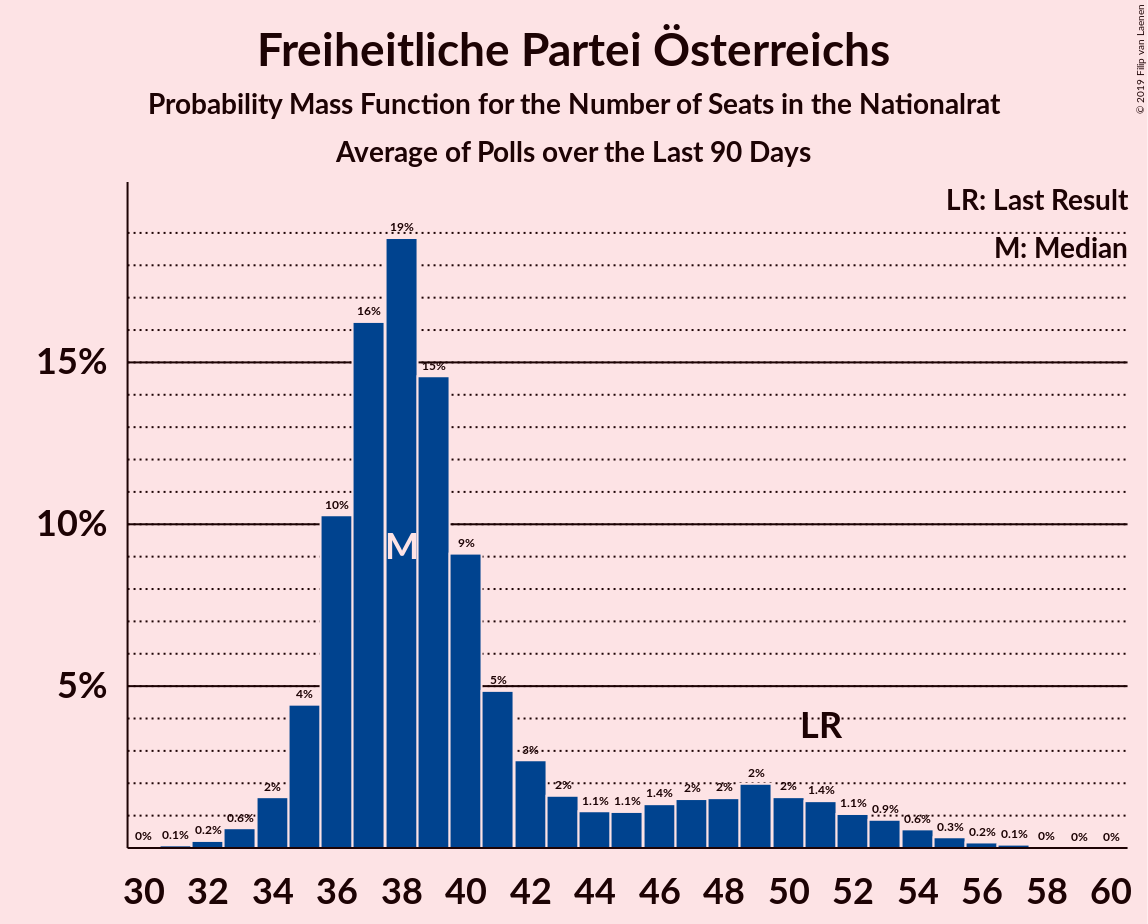 Freiheitliche Partei Österreichs
Probability Mass Function for the Number of Seats in the Nationalrat
Average of Polls over the Last 90 Days
© 2019 Filip van Laenen
LR: Last Result
M: Median
15%
10%
5%
0% 0.1% 0.2% 0.6% 2% 4% 10% 16% 19% 15% 9% 5% 3% 2% 1.1% 1.1% 1.4% 2% 2% 2% 2% 1.4% 1.1% 0.9% 0.6% 0.3% 0.2% 0.1% 0% 0% 0%
M
LR
30 32 34 36 38 40 42 44 46 48 50 52 54 56 58 60